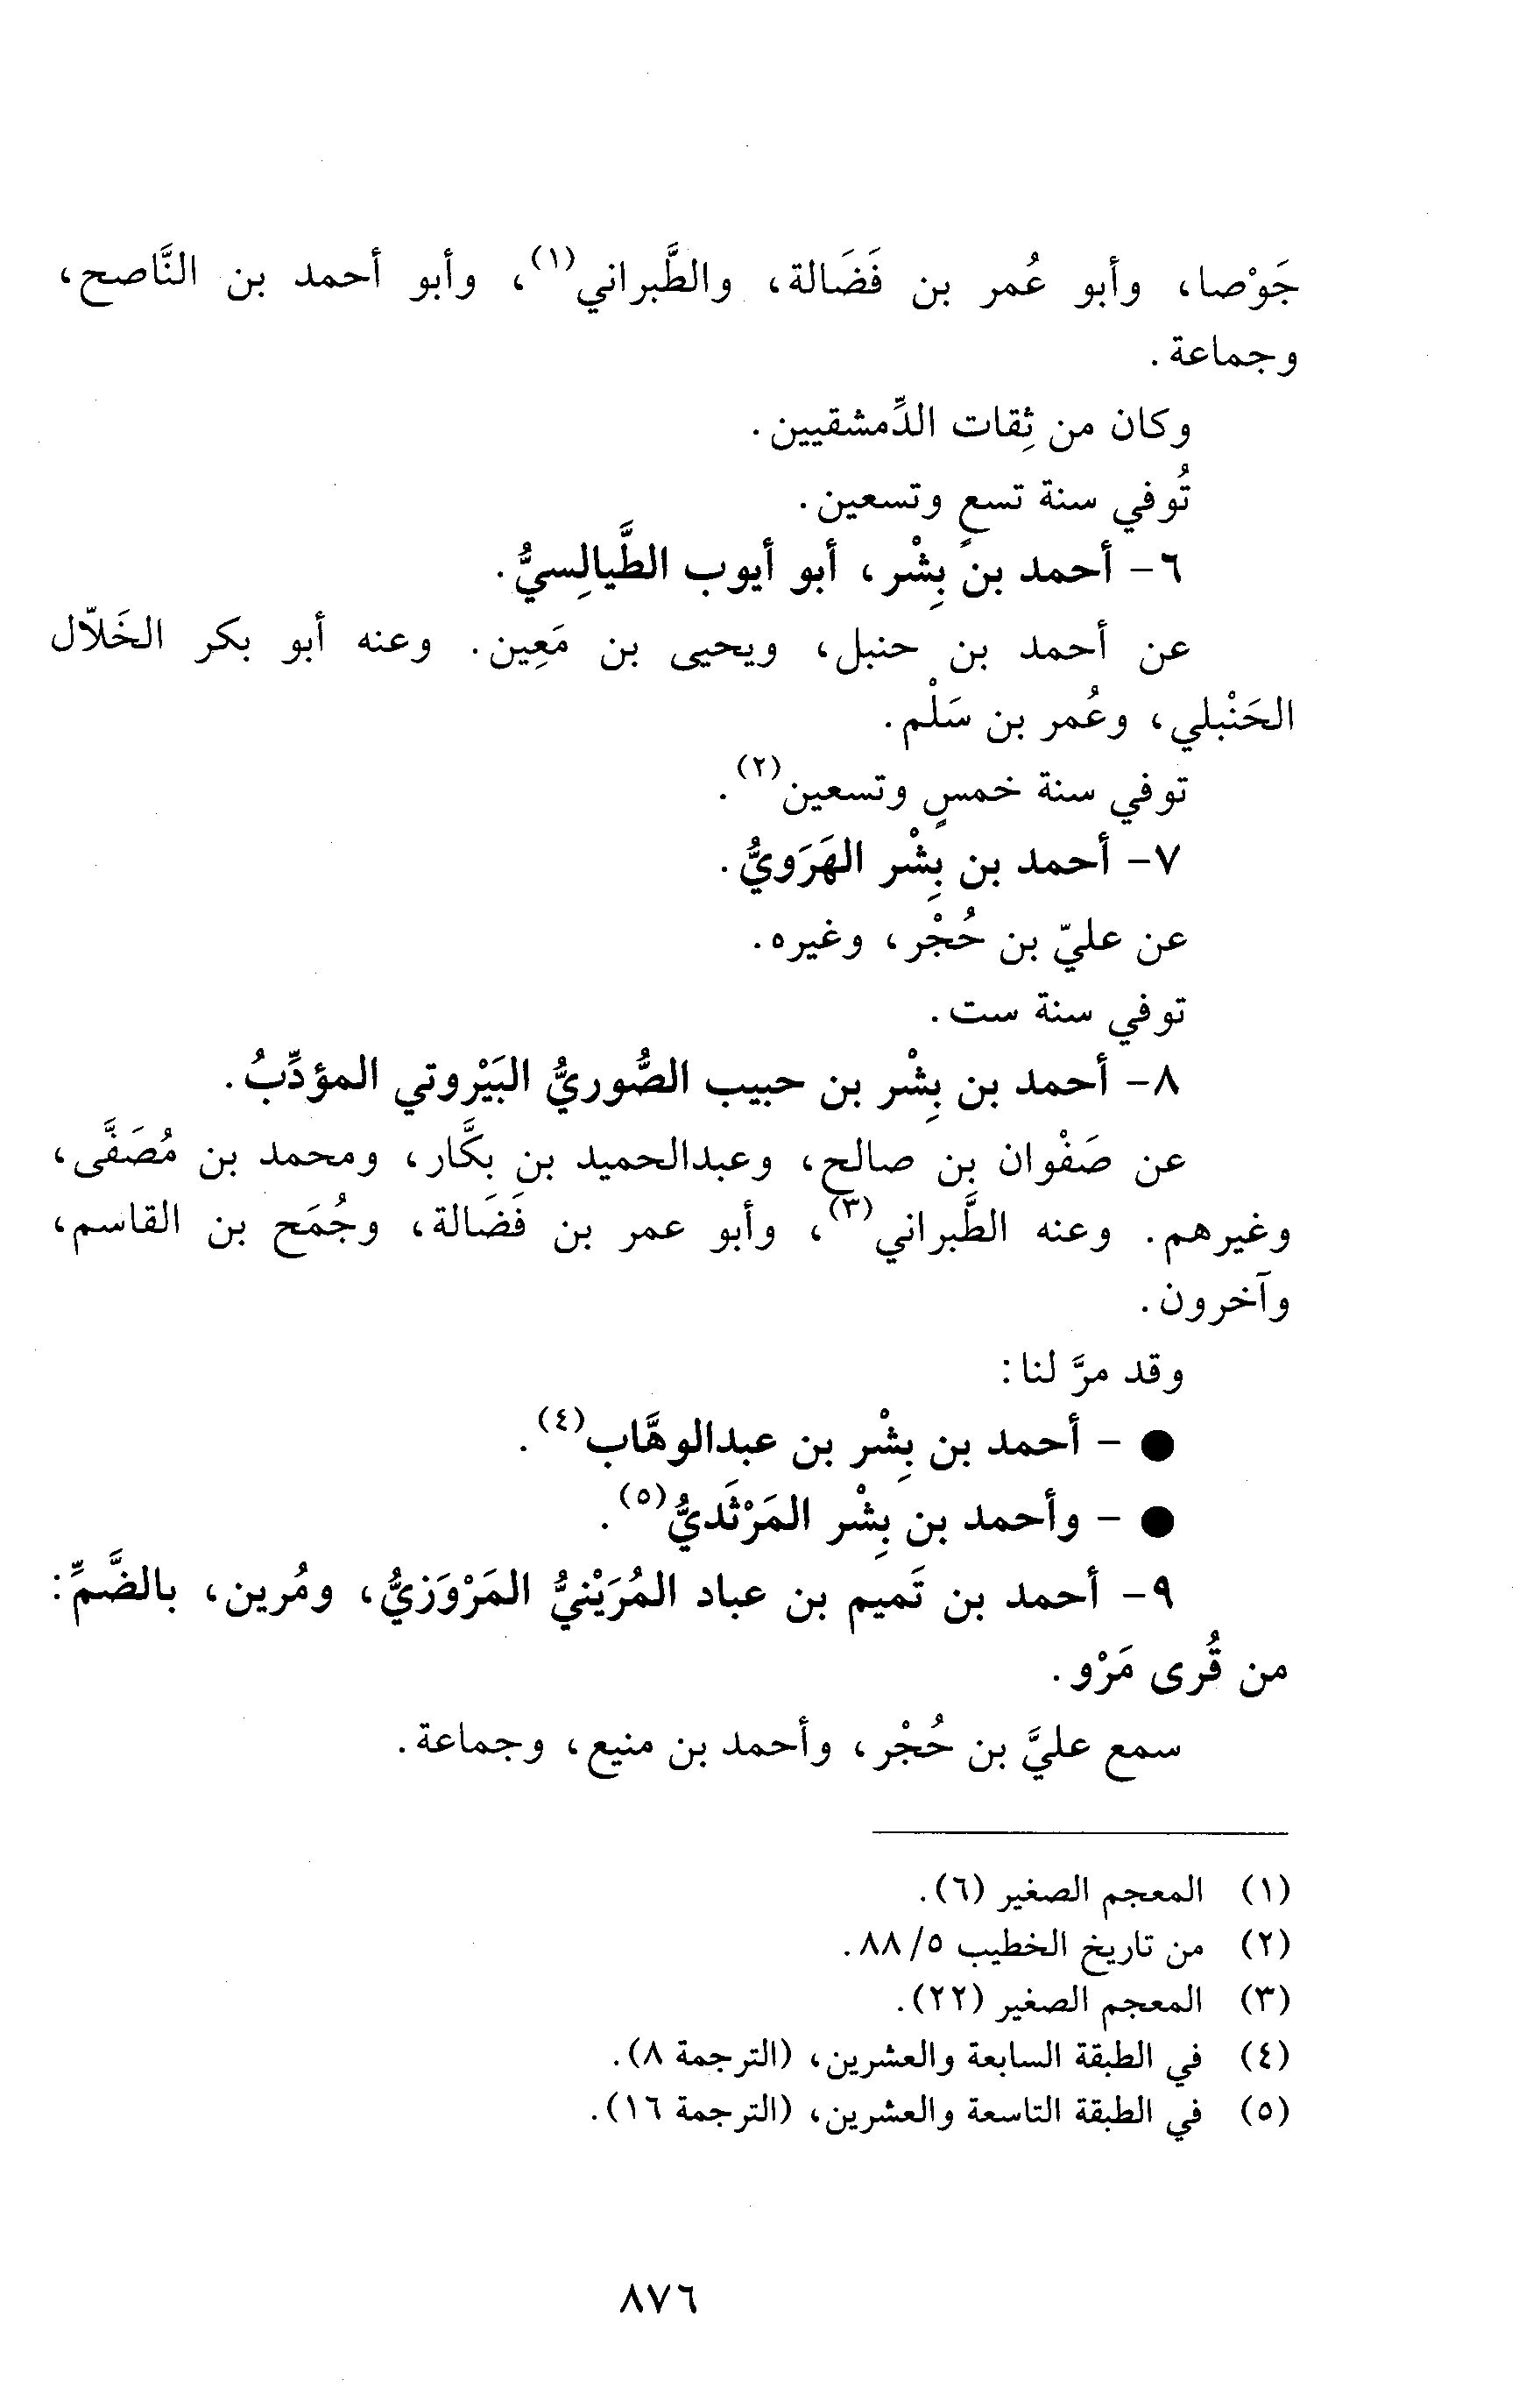 جَوْصا، وأبو عُمر بن فَضَالة، والطَّبراني(١)، وأبو أحمد بن النَّاصح،
وجماعة.
وكان من ثِقات الدِّمشقيين.
تُوفي سنة تسعٍ وتسعين.
٦- أحمد بن بِشْر، أبو أيوب الطَّيالِسيُّ.
عن أحمد بن حنبل، ويحيى بن مَعِين. وعنه أبو بكر الخَلاّل
الحَنْبلي، وعُمر بن سَلْم.
توفي سنة خمسٍ وتسعين(٢).
٧- أحمد بن بِشْر الهَرَويُّ.
عن عليّ بن حُجْر، وغيره.
توفي سنة ست.
٨- أحمد بن بِشْر بن حبيب الصُّوريُّ البَيْروتي المؤدِّبُ.
عن صَفْوان بن صالح، وعبدالحميد بن بكَّار، ومحمد بن مُصَفَّى،
وغيرهم. وعنه الطَّبراني(٣)، وأبو عمر بن فَضَالة، وجُمَح بن القاسم،
وآخرون.
وقد مرَّ لنا:
● - أحمد بن بِشْر بن عبدالوهَّاب(٤).
● - وأحمد بن بِشْر المَرْثَديُّ(٥).
٩- أحمد بن تَميم بن عباد المُرَيْنيُّ المَرْوَزيُّ، ومُرين، بالضَّمِّ:
من قُرى مَرْو.
سمع عليَّ بن حُجْر، وأحمد بن منيع، وجماعة.
(١) المعجم الصغير (٦).
(٢) من تاريخ الخطيب ٥/ ٨٨.
(٣) المعجم الصغير (٢٢).
(٤) في الطبقة السابعة والعشرين، (الترجمة ٨).
(٥) في الطبقة التاسعة والعشرين، (الترجمة ١٦).
٨٧٦